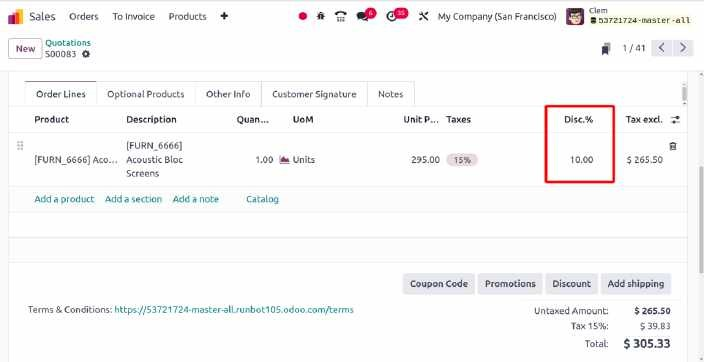 Sales Orders To Invoice Products + 6 35 My Company (San Francisco) Clem
53721724-master-all
New Quotations 1 / 41
S00083
Order Lines Optional Products Other Info Customer Signature Notes
Product Description Quan... UoM Unit P... Taxes Disc.% Tax excl.
[FURN_6666]
[FURN_6666] Aco... Acoustic Bloc 1.00 Units 295.00 15% 10.00 $ 265.50
Screens
Add a product Add a section Add a note Catalog
Coupon Code Promotions Discount Add shipping
Terms & Conditions: https://53721724-master-all.runbot105.odoo.com/terms Untaxed Amount: $ 265.50
Tax 15%: $ 39.83
Total: $ 305.33